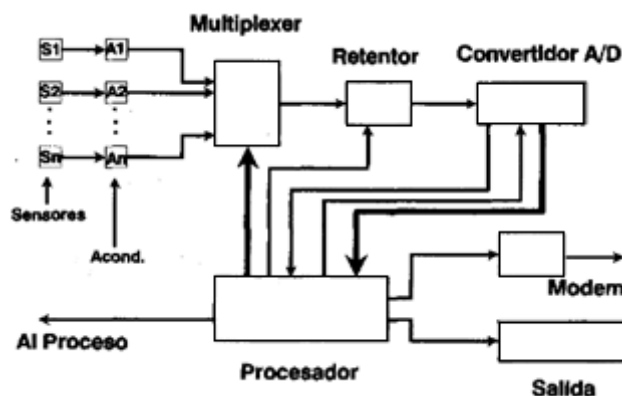 Multiplexer
Retentor
Convertidor A/D
S1 A1
S2 A2
Sn An
Sensores
Acond.
Modem
Al Proceso
Procesador
Salida